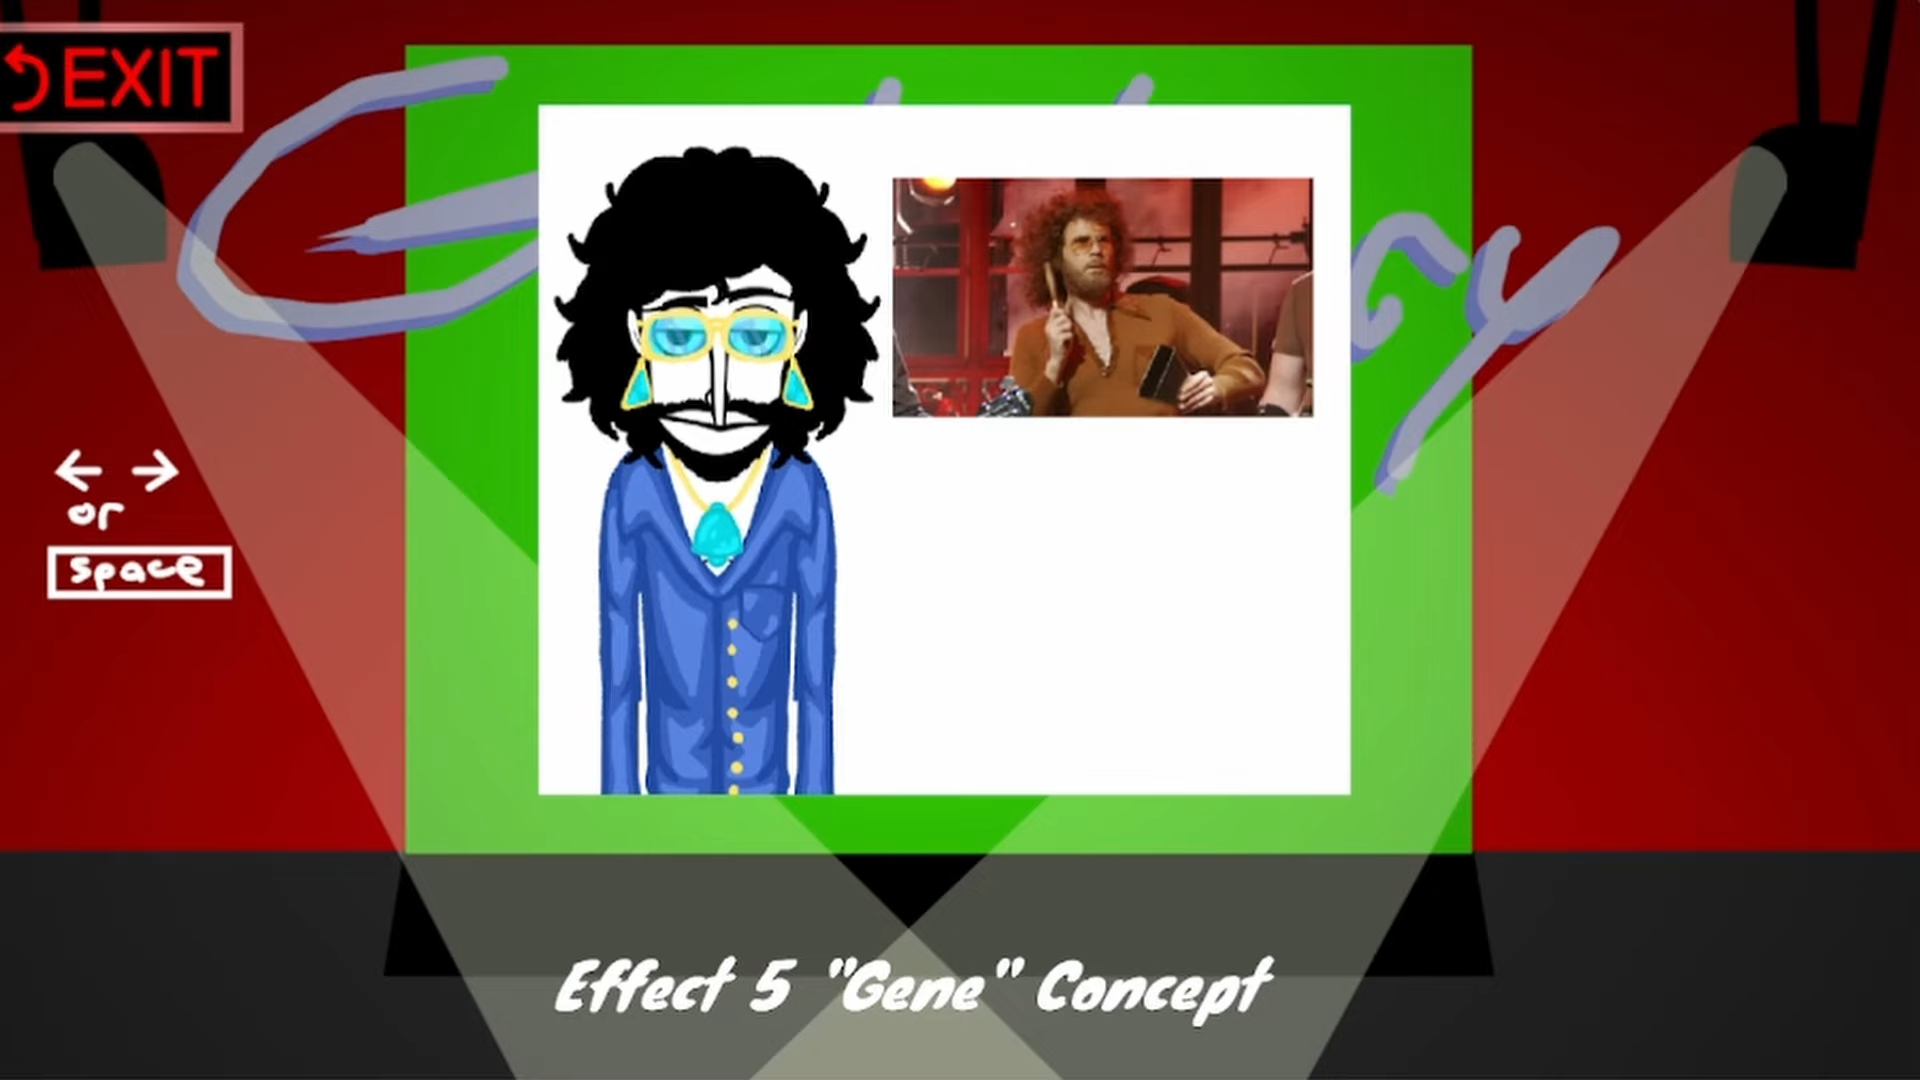 EXIT
← →
or
space
Effect 5 "Gene" Concept